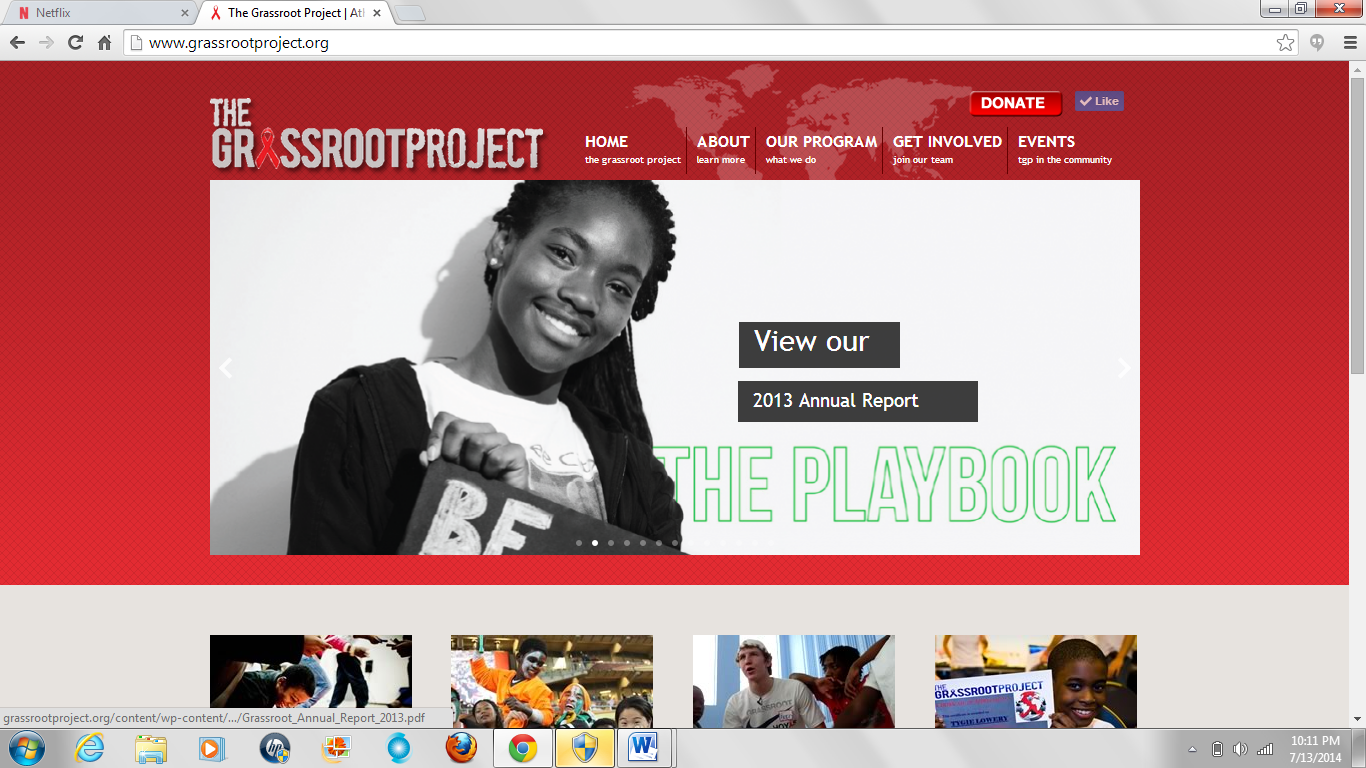 Netflix
The Grassroot Project | Atl
www.grassrootproject.org
DONATE
Like
THE
GRASSROOTPROJECT
HOME
the grassroot project
ABOUT
learn more
OUR PROGRAM
what we do
GET INVOLVED
join our team
EVENTS
tgp in the community
View our
2013 Annual Report
THE PLAYBOOK
BE
THE
GRASSROOTPROJECT
TYGIE LOWERY
grassrootproject.org/content/wp-content/.../Grassroot_Annual_Report_2013.pdf
10:11 PM
7/13/2014